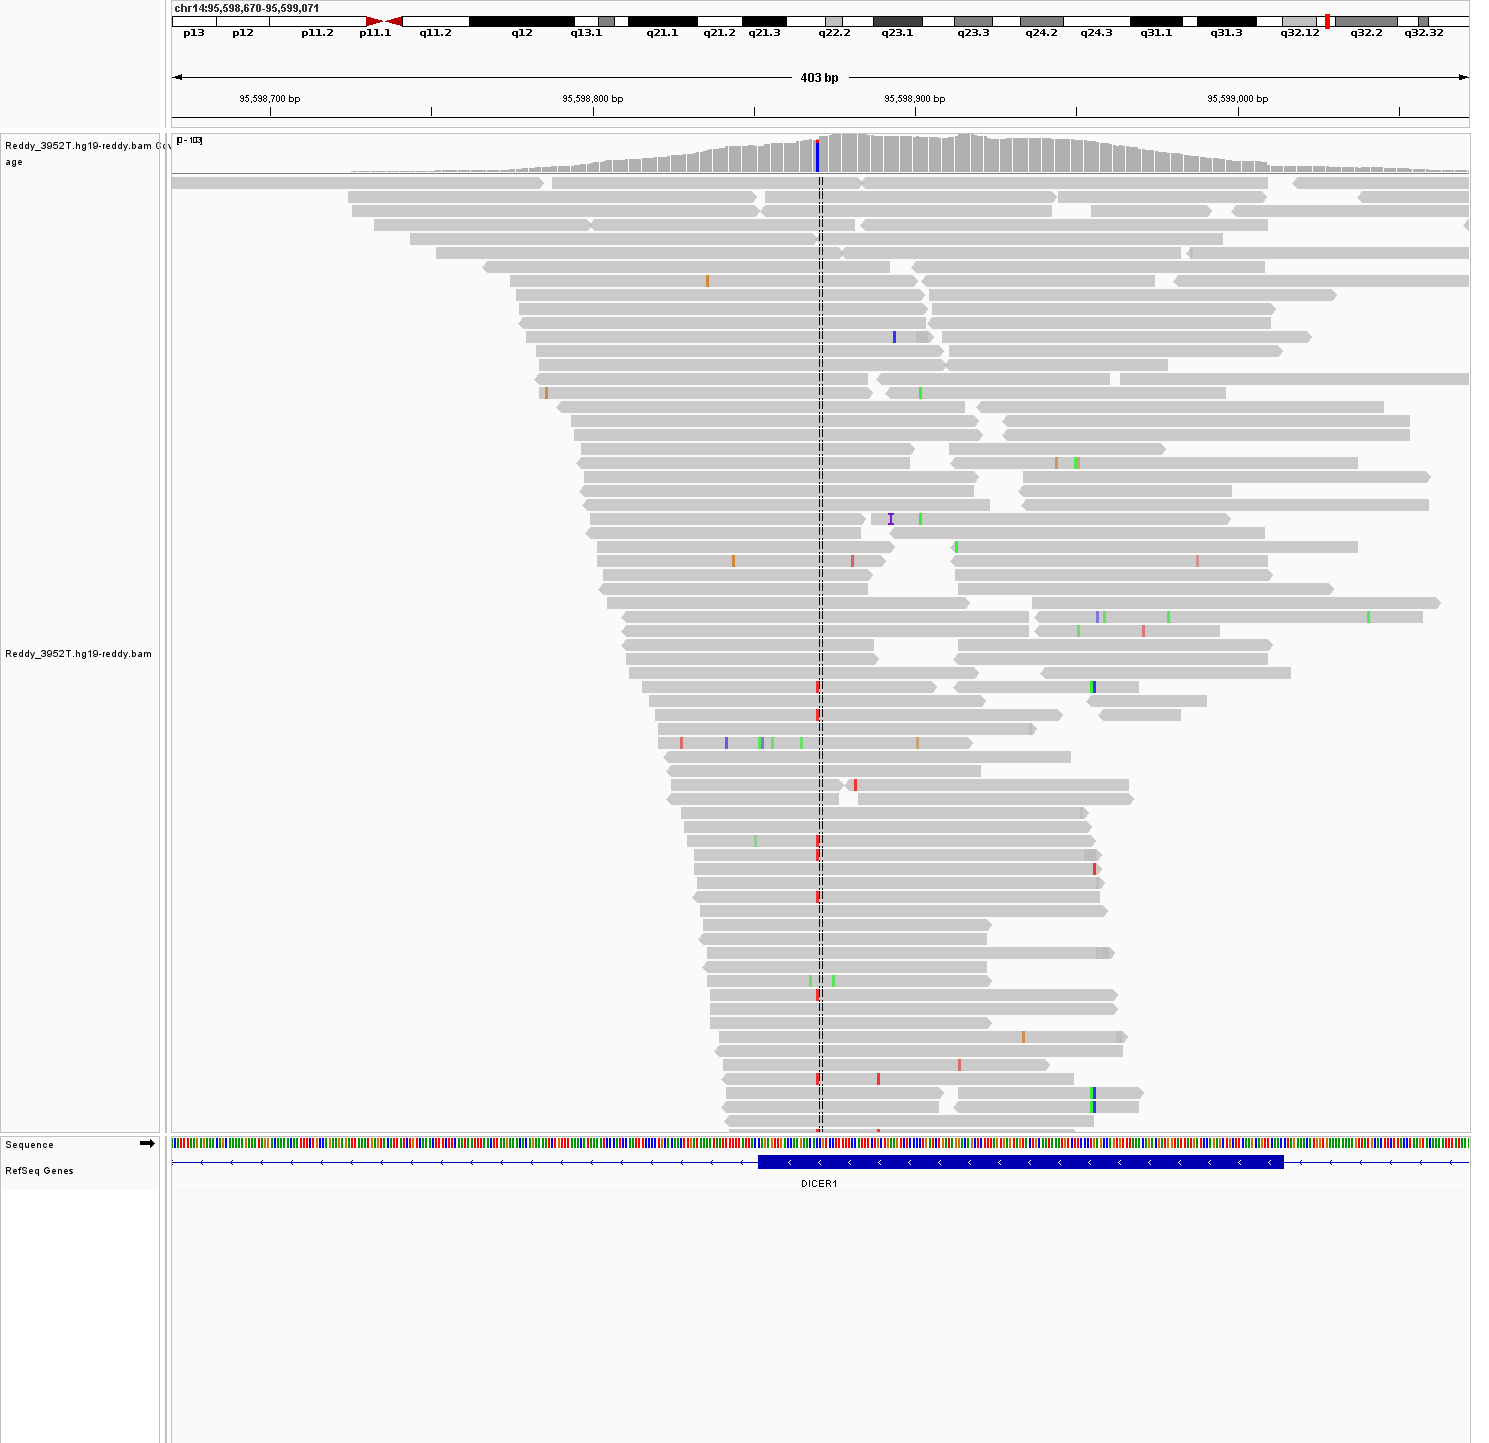 chr14:95,598,670-95,599,071
p13 p12 p11.2 p11.1 q11.2 q12 q13.1 q21.1 q21.2 q21.3 q22.2 q23.1 q23.3 q24.2 q24.3 q31.1 q31.3 q32.12 q32.2 q32.32
403 bp
95,598,700 bp 95,598,800 bp 95,598,900 bp 95,599,000 bp
Reddy_3952T.hg19-reddy.bam Cov
age
[0 - 103]
Reddy_3952T.hg19-reddy.bam
Sequence
RefSeq Genes
DICER1